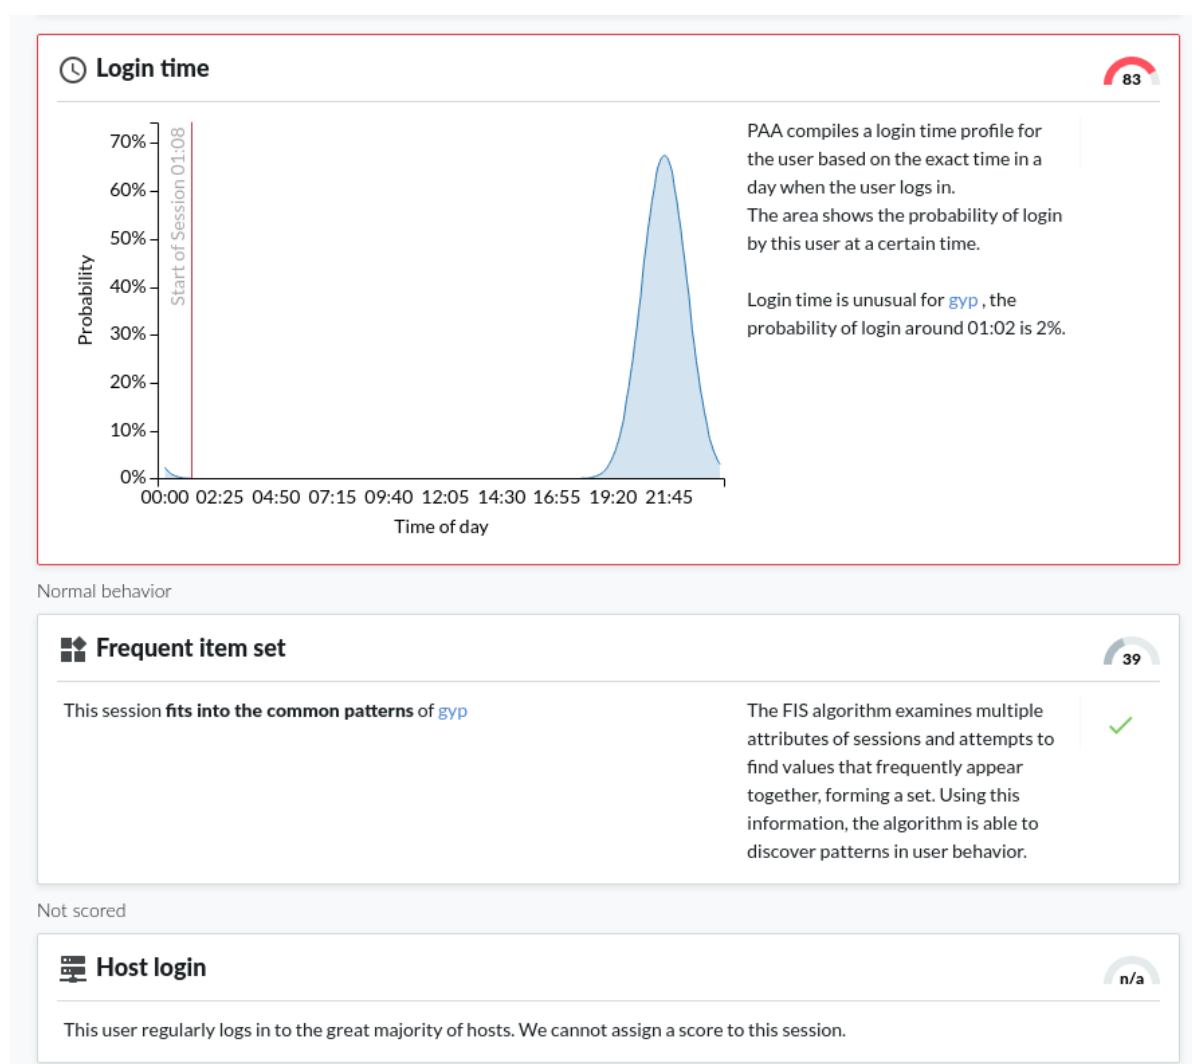 Login time
83
70%
60%
50%
40%
30%
20%
10%
0%
Probability
Start of Session 01:08
00:00 02:25 04:50 07:15 09:40 12:05 14:30 16:55 19:20 21:45
Time of day
PAA compiles a login time profile for
the user based on the exact time in a
day when the user logs in.
The area shows the probability of login
by this user at a certain time.
Login time is unusual for gyp , the
probability of login around 01:02 is 2%.
Normal behavior
Frequent item set
39
This session fits into the common patterns of gyp
The FIS algorithm examines multiple
attributes of sessions and attempts to
find values that frequently appear
together, forming a set. Using this
information, the algorithm is able to
discover patterns in user behavior.
Not scored
Host login
n/a
This user regularly logs in to the great majority of hosts. We cannot assign a score to this session.